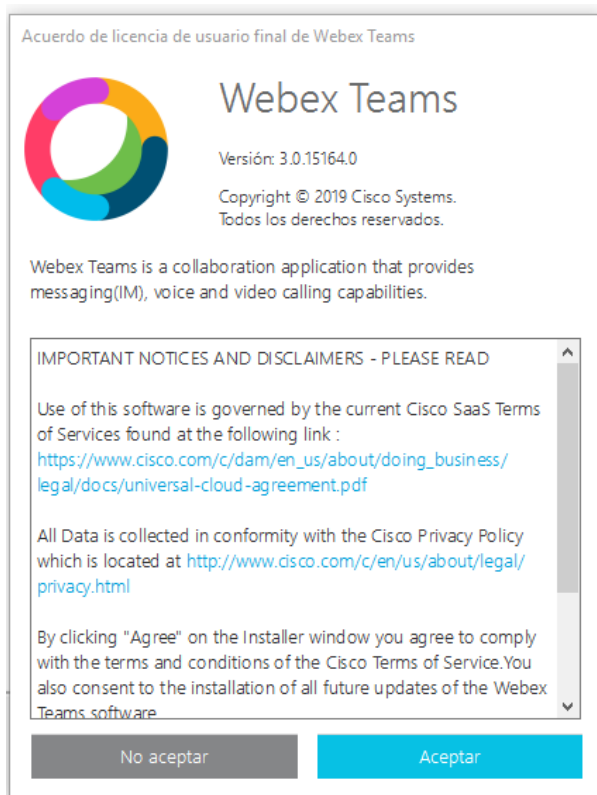 Acuerdo de licencia de usuario final de Webex Teams
Webex Teams
Versión: 3.0.15164.0
Copyright © 2019 Cisco Systems.
Todos los derechos reservados.
Webex Teams is a collaboration application that provides
messaging(IM), voice and video calling capabilities.
IMPORTANT NOTICES AND DISCLAIMERS - PLEASE READ
Use of this software is governed by the current Cisco SaaS Terms
of Services found at the following link :
https://www.cisco.com/c/dam/en_us/about/doing_business/
legal/docs/universal-cloud-agreement.pdf
All Data is collected in conformity with the Cisco Privacy Policy
which is located at http://www.cisco.com/c/en/us/about/legal/
privacy.html
By clicking "Agree" on the Installer window you agree to comply
with the terms and conditions of the Cisco Terms of Service.You
also consent to the installation of all future updates of the Webex
Teams software
No aceptar
Aceptar